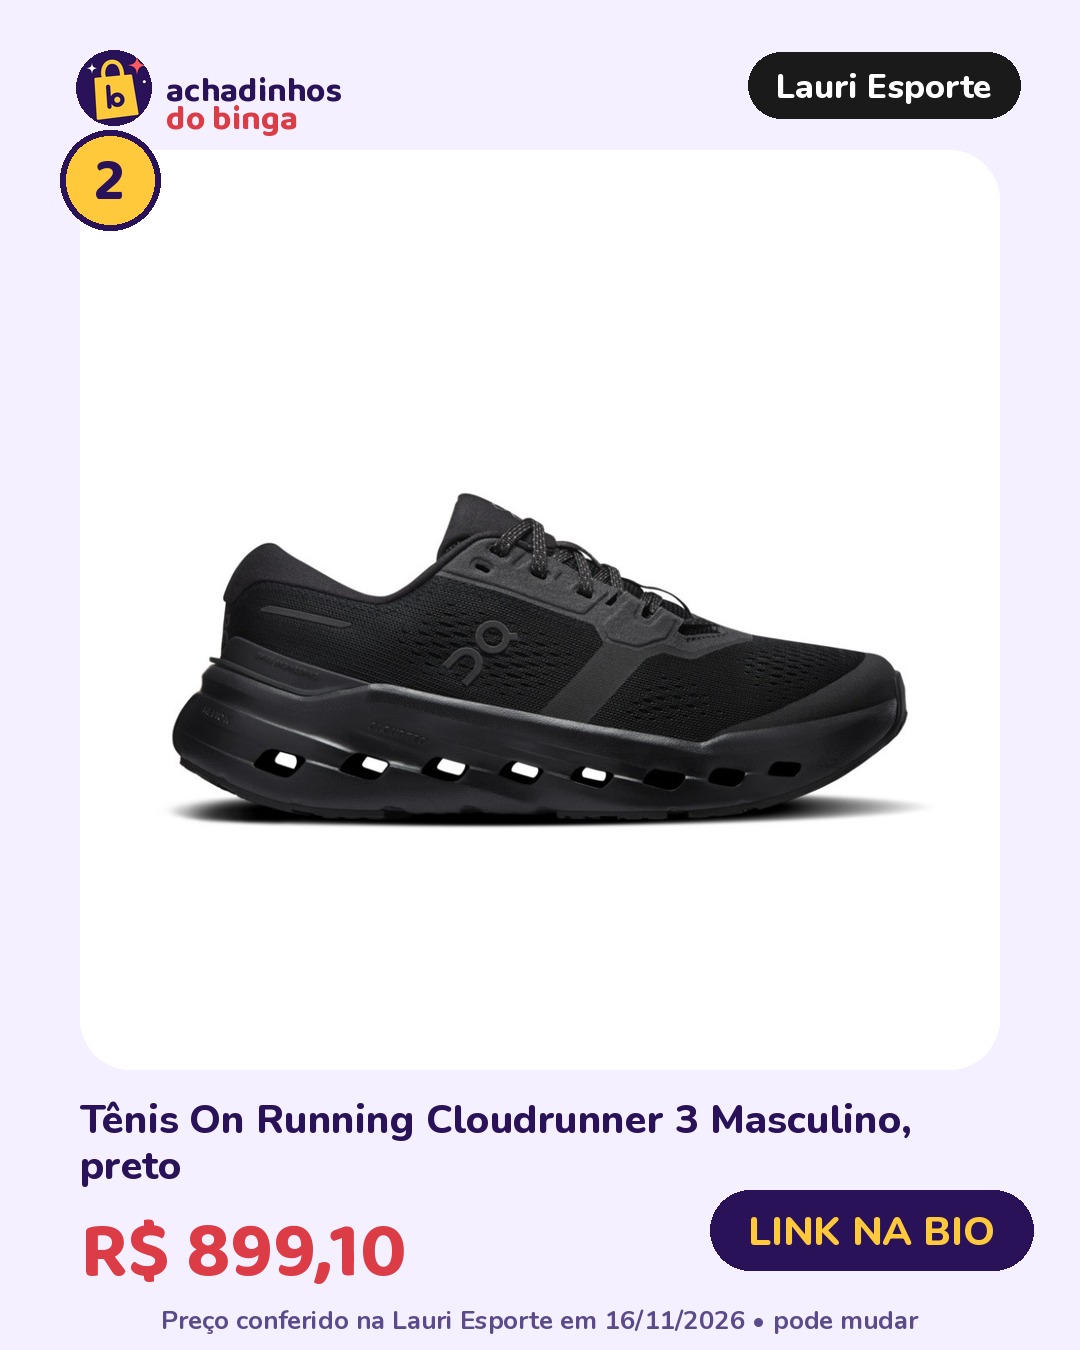 achadinhos
do binga
Lauri Esporte
2
Tênis On Running Cloudrunner 3 Masculino,
preto
R$ 899,10
LINK NA BIO
Preço conferido na Lauri Esporte em 16/11/2026 • pode mudar